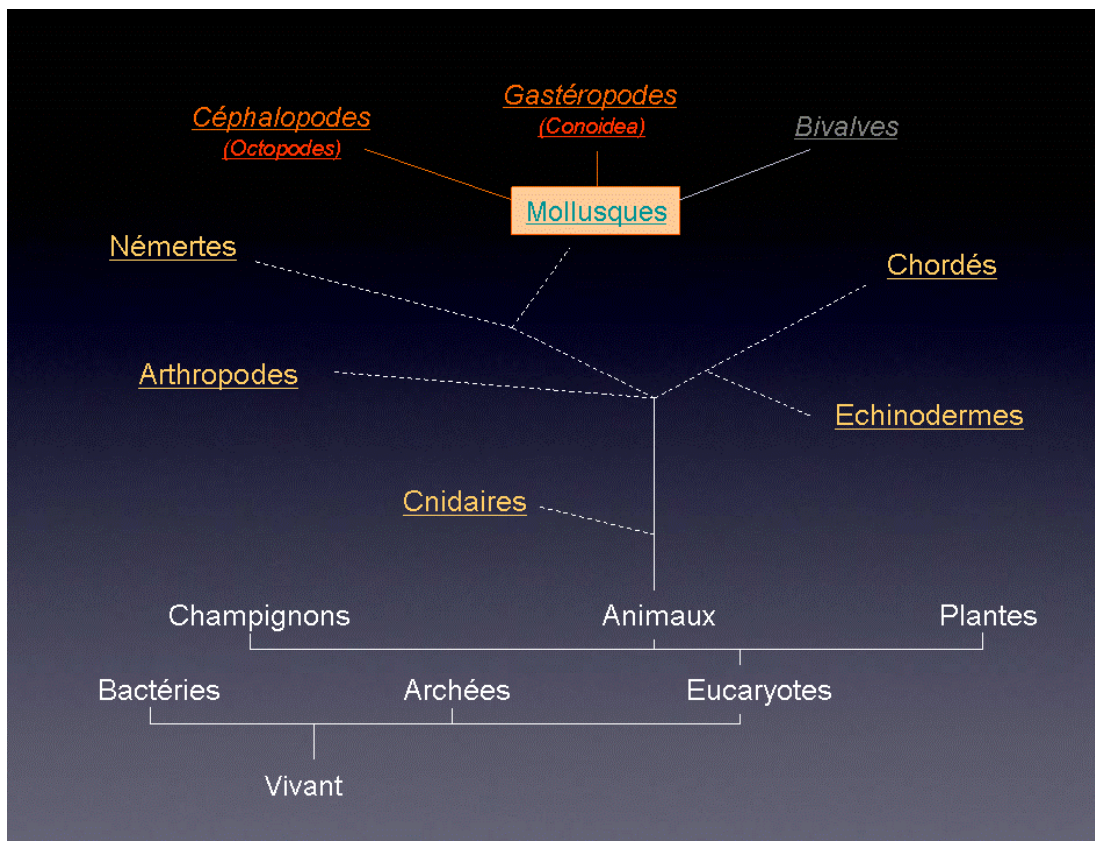 Gastéropodes
(Conoidea)
Céphalopodes
(Octopodes)
Bivalves
Mollusques
Némertes
Chordés
Arthropodes
Echinodermes
Cnidaires
Champignons
Animaux
Plantes
Bactéries
Archées
Eucaryotes
Vivant